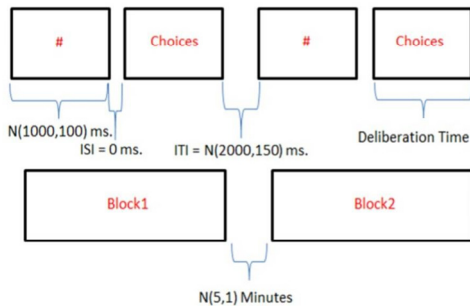 # Choices # Choices
N(1000,100) ms.
ISI = 0 ms. ITI = N(2000,150) ms. Deliberation Time
Block1 Block2
N(5,1) Minutes